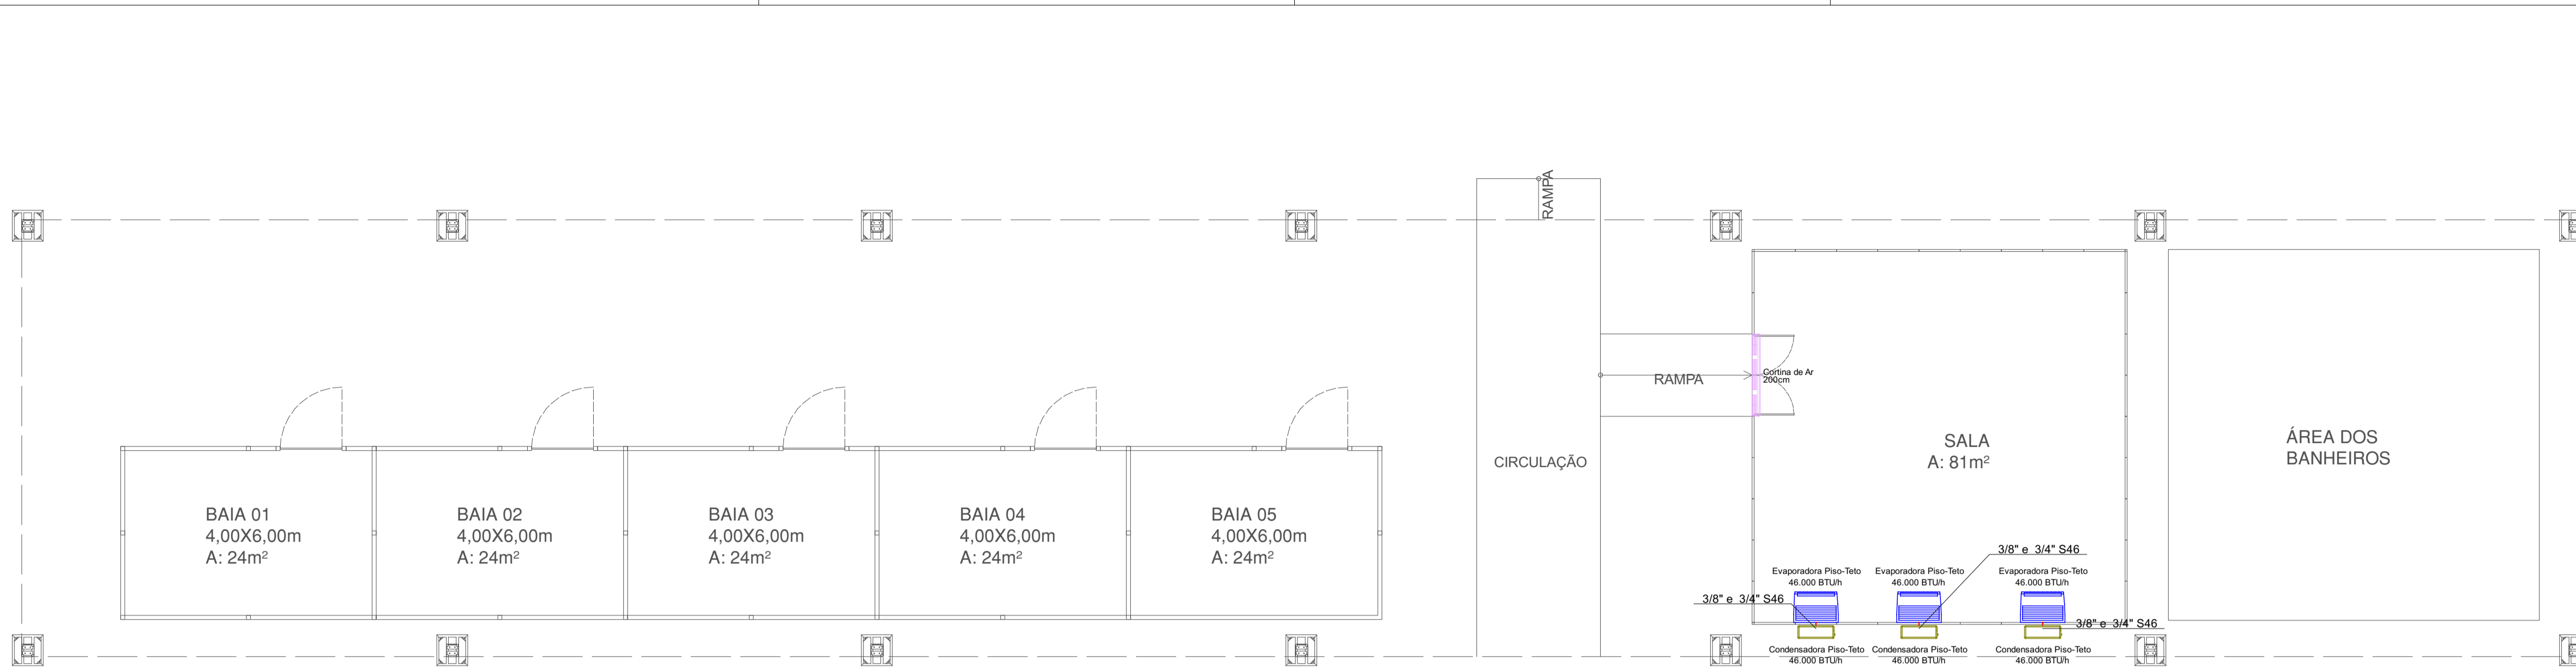 RAMPA
RAMPA
Cortina de Ar
200cm
CIRCULAÇÃO
SALA
A: 81m²
ÁREA DOS
BANHEIROS
BAIA 01
4,00X6,00m
A: 24m²
BAIA 02
4,00X6,00m
A: 24m²
BAIA 03
4,00X6,00m
A: 24m²
BAIA 04
4,00X6,00m
A: 24m²
BAIA 05
4,00X6,00m
A: 24m²
3/8" e 3/4" S46
Evaporadora Piso-Teto
46.000 BTU/h
Evaporadora Piso-Teto
46.000 BTU/h
Evaporadora Piso-Teto
46.000 BTU/h
3/8" e 3/4" S46
3/8" e 3/4" S46
Condensadora Piso-Teto
46.000 BTU/h
Condensadora Piso-Teto
46.000 BTU/h
Condensadora Piso-Teto
46.000 BTU/h